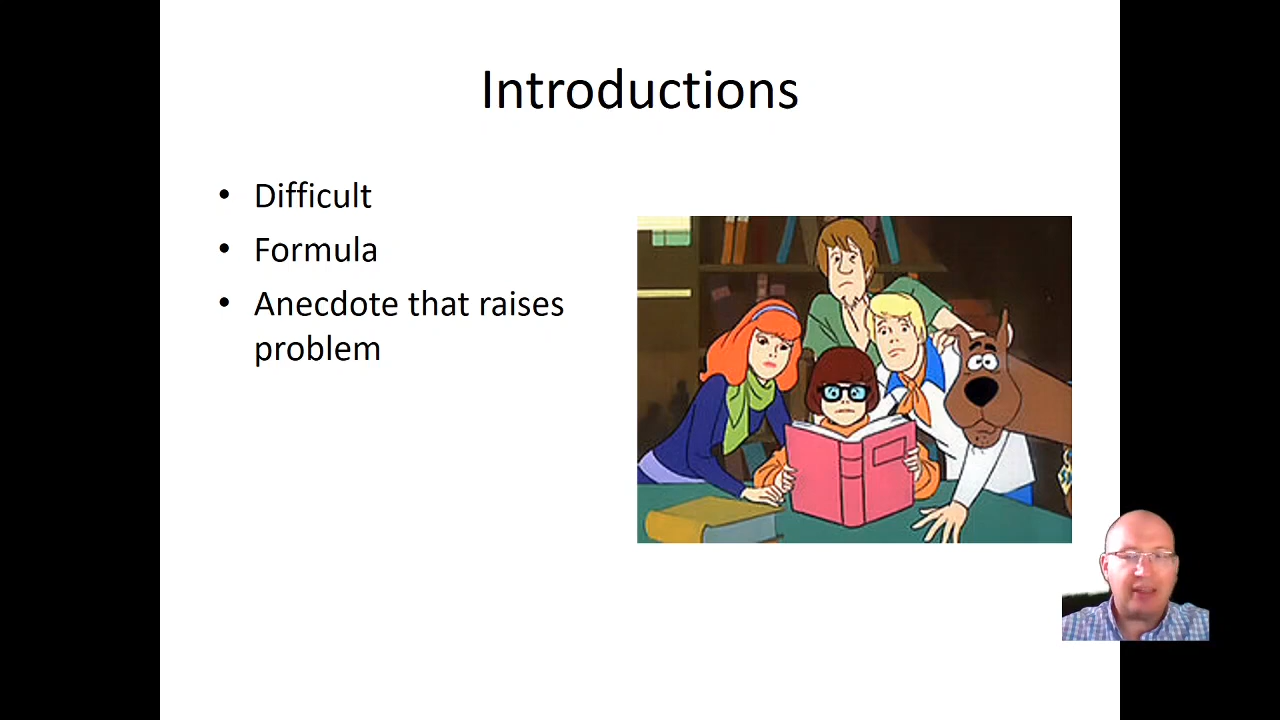 Introductions
• Difficult
• Formula
• Anecdote that raises
problem